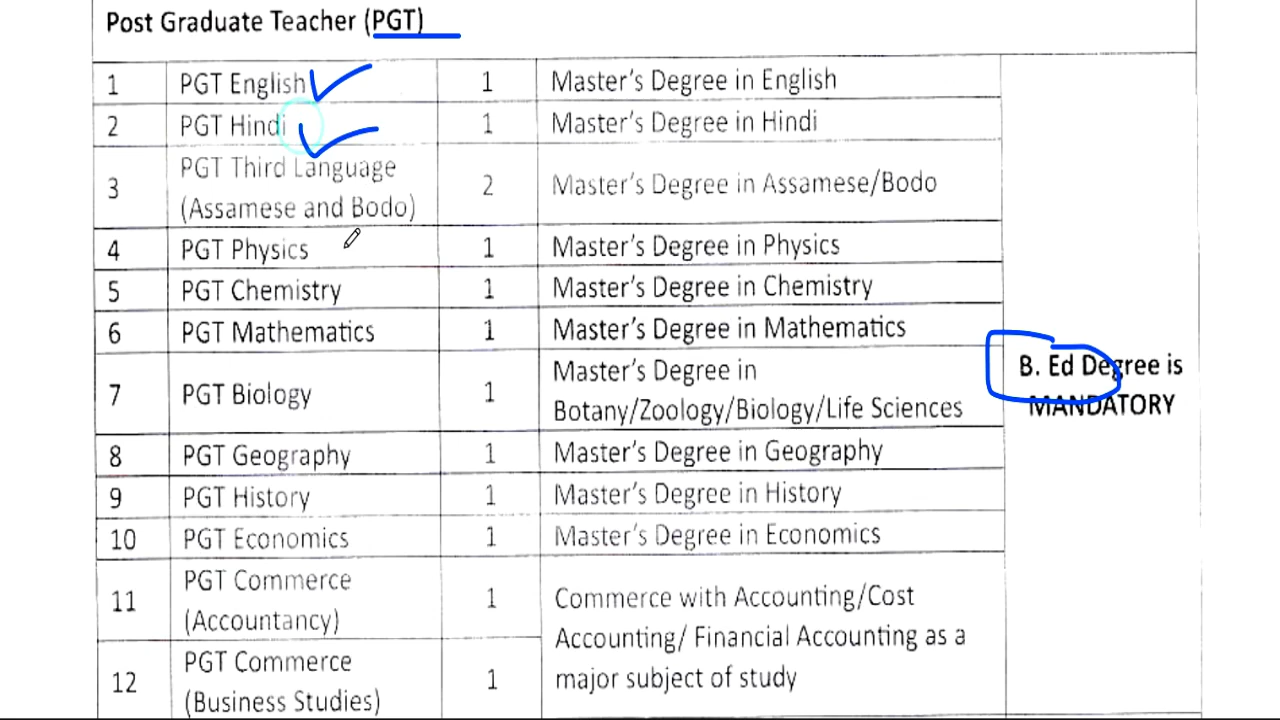 Post Graduate Teacher (PGT)
1 PGT English 1 Master's Degree in English
2 PGT Hindi 1 Master's Degree in Hindi
3 PGT Third Language (Assamese and Bodo) 2 Master's Degree in Assamese/Bodo
4 PGT Physics 1 Master's Degree in Physics
5 PGT Chemistry 1 Master's Degree in Chemistry
6 PGT Mathematics 1 Master's Degree in Mathematics
7 PGT Biology 1 Master's Degree in
Botany/Zoology/Biology/Life Sciences
8 PGT Geography 1 Master's Degree in Geography
9 PGT History 1 Master's Degree in History
10 PGT Economics 1 Master's Degree in Economics
11 PGT Commerce (Accountancy) 1
12 PGT Commerce (Business Studies) 1
Commerce with Accounting/Cost
Accounting/ Financial Accounting as a
major subject of study
B. Ed Degree is
MANDATORY